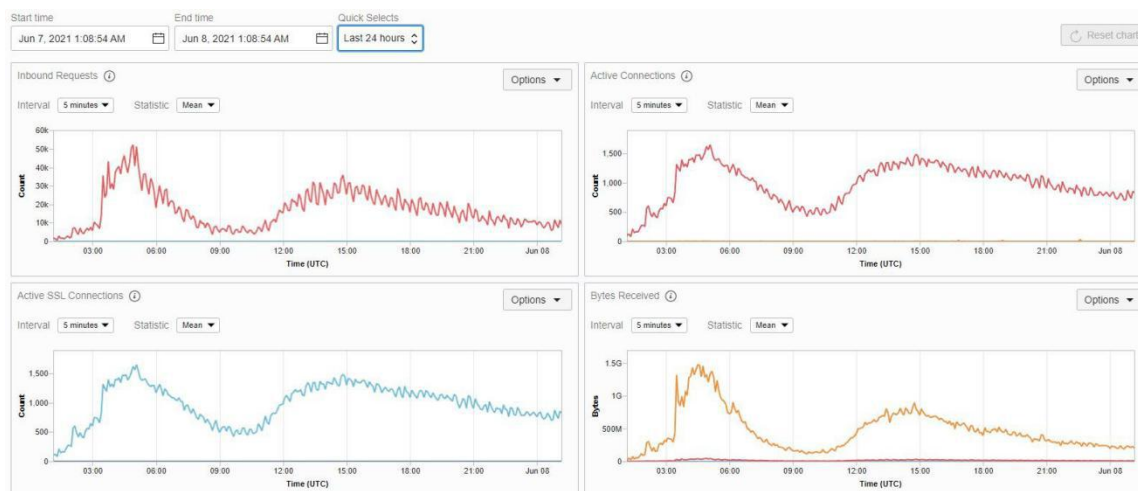 Start time End time Quick Selects
Jun 7, 2021 1:08:54 AM Jun 8, 2021 1:08:54 AM Last 24 hours Reset chart
Inbound Requests Options
Interval 5 minutes Statistic Mean
60k
50k
40k
30k
20k
10k
0
Count
03:00 06:00 09:00 12:00 15:00 18:00 21:00 Jun 08
Time (UTC)
Active Connections Options
Interval 5 minutes Statistic Mean
1,500
1,000
500
0
Count
03:00 06:00 09:00 12:00 15:00 18:00 21:00 Jun 08
Time (UTC)
Active SSL Connections Options
Interval 5 minutes Statistic Mean
1,500
1,000
500
0
Count
03:00 06:00 09:00 12:00 15:00 18:00 21:00 Jun 08
Time (UTC)
Bytes Received Options
Interval 5 minutes Statistic Mean
1.5G
1G
500M
0
Bytes
03:00 06:00 09:00 12:00 15:00 18:00 21:00 Jun 08
Time (UTC)